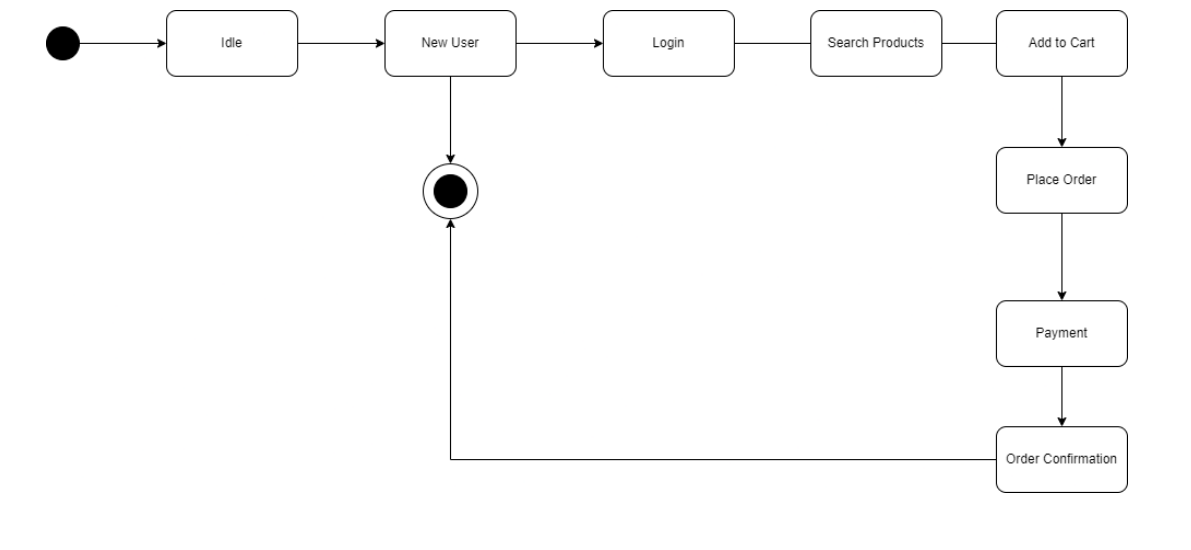 Idle
New User
Login
Search Products
Add to Cart
Place Order
Payment
Order Confirmation